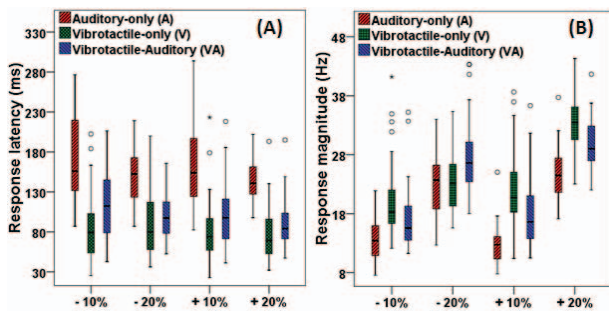 Auditory-only (A)
Vibrotactile-only (V)
Vibrotactile-Auditory (VA)
(A)
Response latency (ms)
330
280
230
180
130
80
30
- 10%
- 20%
+ 10%
+ 20%
Auditory-only (A)
Vibrotactile-only (V)
Vibrotactile-Auditory (VA)
(B)
Response magnitude (Hz)
48
38
28
18
8
- 10%
- 20%
+ 10%
+ 20%